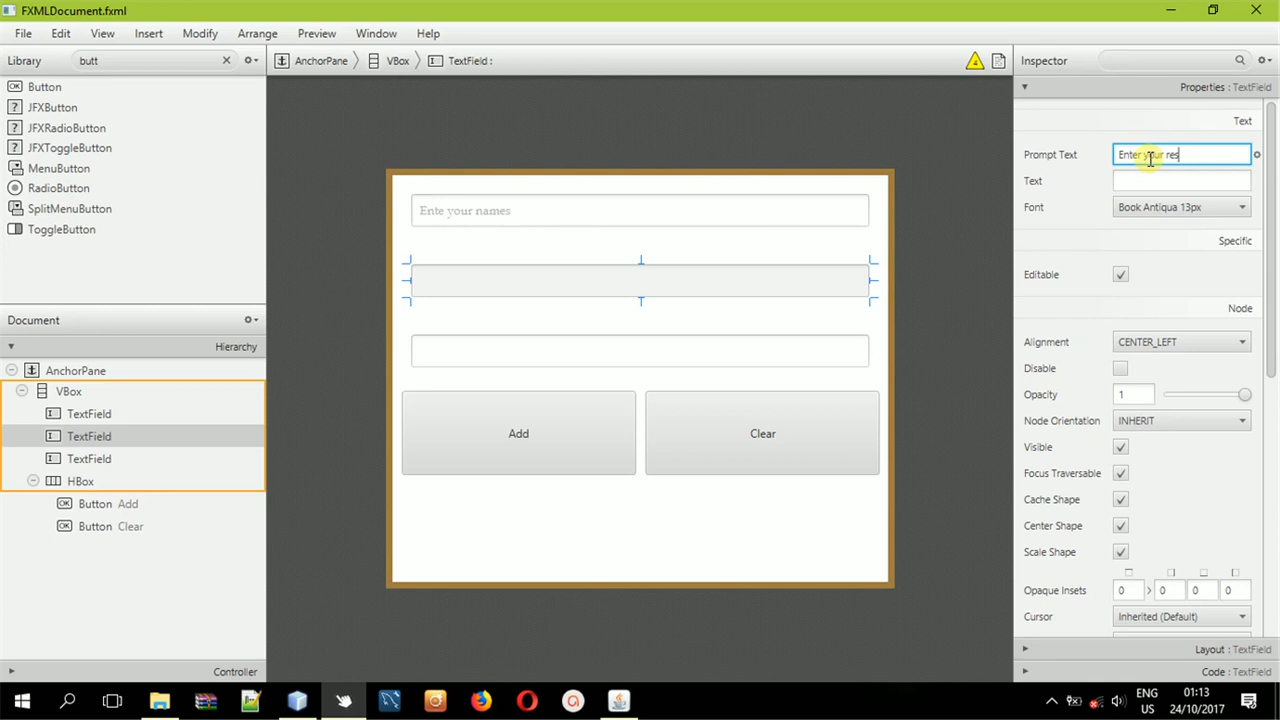 FXMLDocument.fxml
File Edit View Insert Modify Arrange Preview Window Help
Library butt AnchorPane VBox TextField : Inspector
Button
JFXButton
JFXRadioButton
JFXToggleButton
MenuButton
RadioButton
SplitMenuButton
ToggleButton
Document
Hierarchy
AnchorPane
VBox
TextField
TextField
TextField
HBox
Button Add
Button Clear
Controller
Ente your names
Add Clear
Properties : TextField
Text
Prompt Text Enter your res
Text
Font Book Antiqua 13px
Specific
Editable
Node
Alignment CENTER_LEFT
Disable
Opacity 1
Node Orientation INHERIT
Visible
Focus Traversable
Cache Shape
Center Shape
Scale Shape
Opaque Insets 0 0 0 0
Cursor Inherited (Default)
Layout : TextField
Code : TextField
ENG 01:13
US 24/10/2017